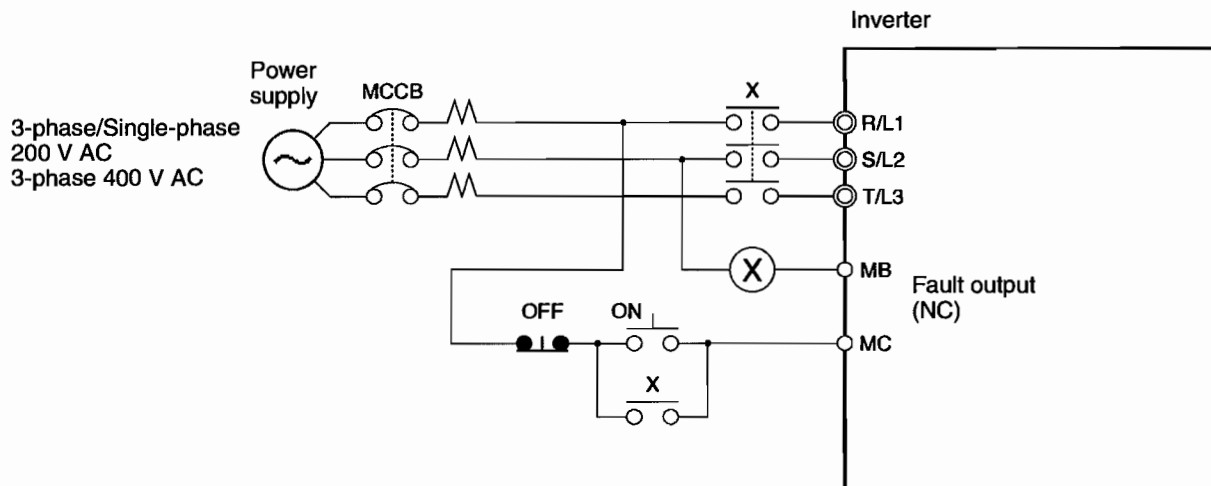 Inverter
Power
supply
MCCB
X
3-phase/Single-phase
200 V AC
3-phase 400 V AC
R/L1
S/L2
T/L3
X
MB
Fault output
(NC)
OFF
ON
MC
X